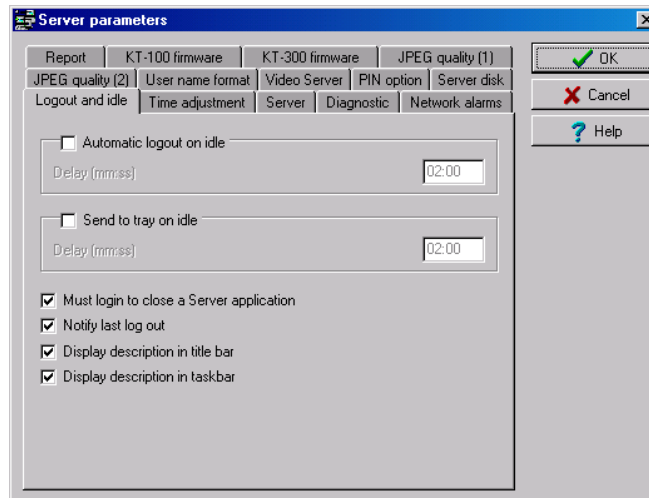 Server parameters
Report KT-100 firmware KT-300 firmware JPEG quality (1)
JPEG quality (2) User name format Video Server PIN option Server disk
Logout and idle Time adjustment Server Diagnostic Network alarms
OK
Cancel
Help
Automatic logout on idle
Delay (mm:ss) 02:00
Send to tray on idle
Delay (mm:ss) 02:00
Must login to close a Server application
Notify last log out
Display description in title bar
Display description in taskbar